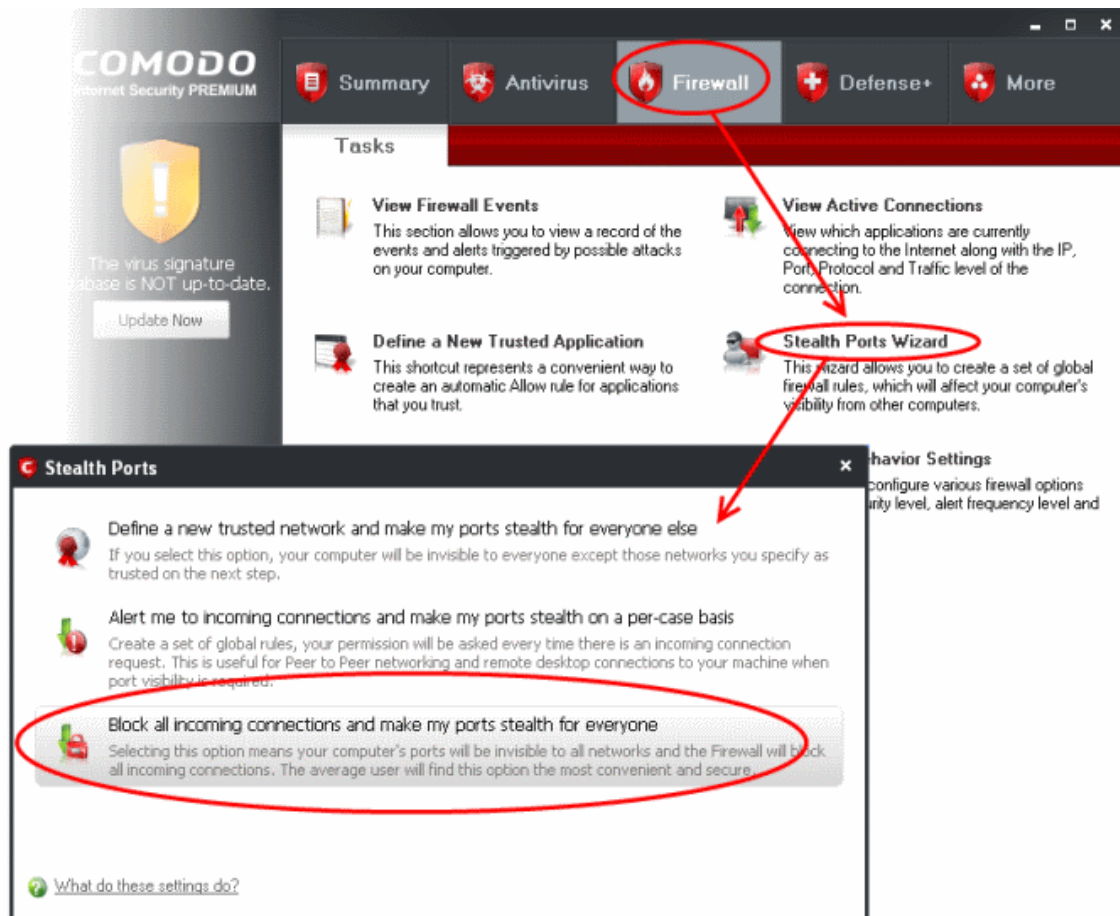 COMODO
Internet Security PREMIUM
Summary
Antivirus
Firewall
Defense+
More
Tasks
The virus signature
database is NOT up-to-date.
Update Now
View Firewall Events
This section allows you to view a record of the
events and alerts triggered by possible attacks
on your computer.
View Active Connections
View which applications are currently
connecting to the Internet along with the IP,
Port, Protocol and Traffic level of the
connection.
Define a New Trusted Application
This shortcut represents a convenient way to
create an automatic Allow rule for applications
that you trust.
Stealth Ports Wizard
This wizard allows you to create a set of global
firewall rules, which will affect your computer's
visibility from other computers.
havior Settings
configure various firewall options
rity level, alert frequency level and
Stealth Ports
Define a new trusted network and make my ports stealth for everyone else
If you select this option, your computer will be invisible to everyone except those networks you specify as
trusted on the next step.
Alert me to incoming connections and make my ports stealth on a per-case basis
Create a set of global rules, your permission will be asked every time there is an incoming connection
request. This is useful for Peer to Peer networking and remote desktop connections to your machine when
port visibility is required.
Block all incoming connections and make my ports stealth for everyone
Selecting this option means your computer's ports will be invisible to all networks and the Firewall will block
all incoming connections. The average user will find this option the most convenient and secure.
What do these settings do?